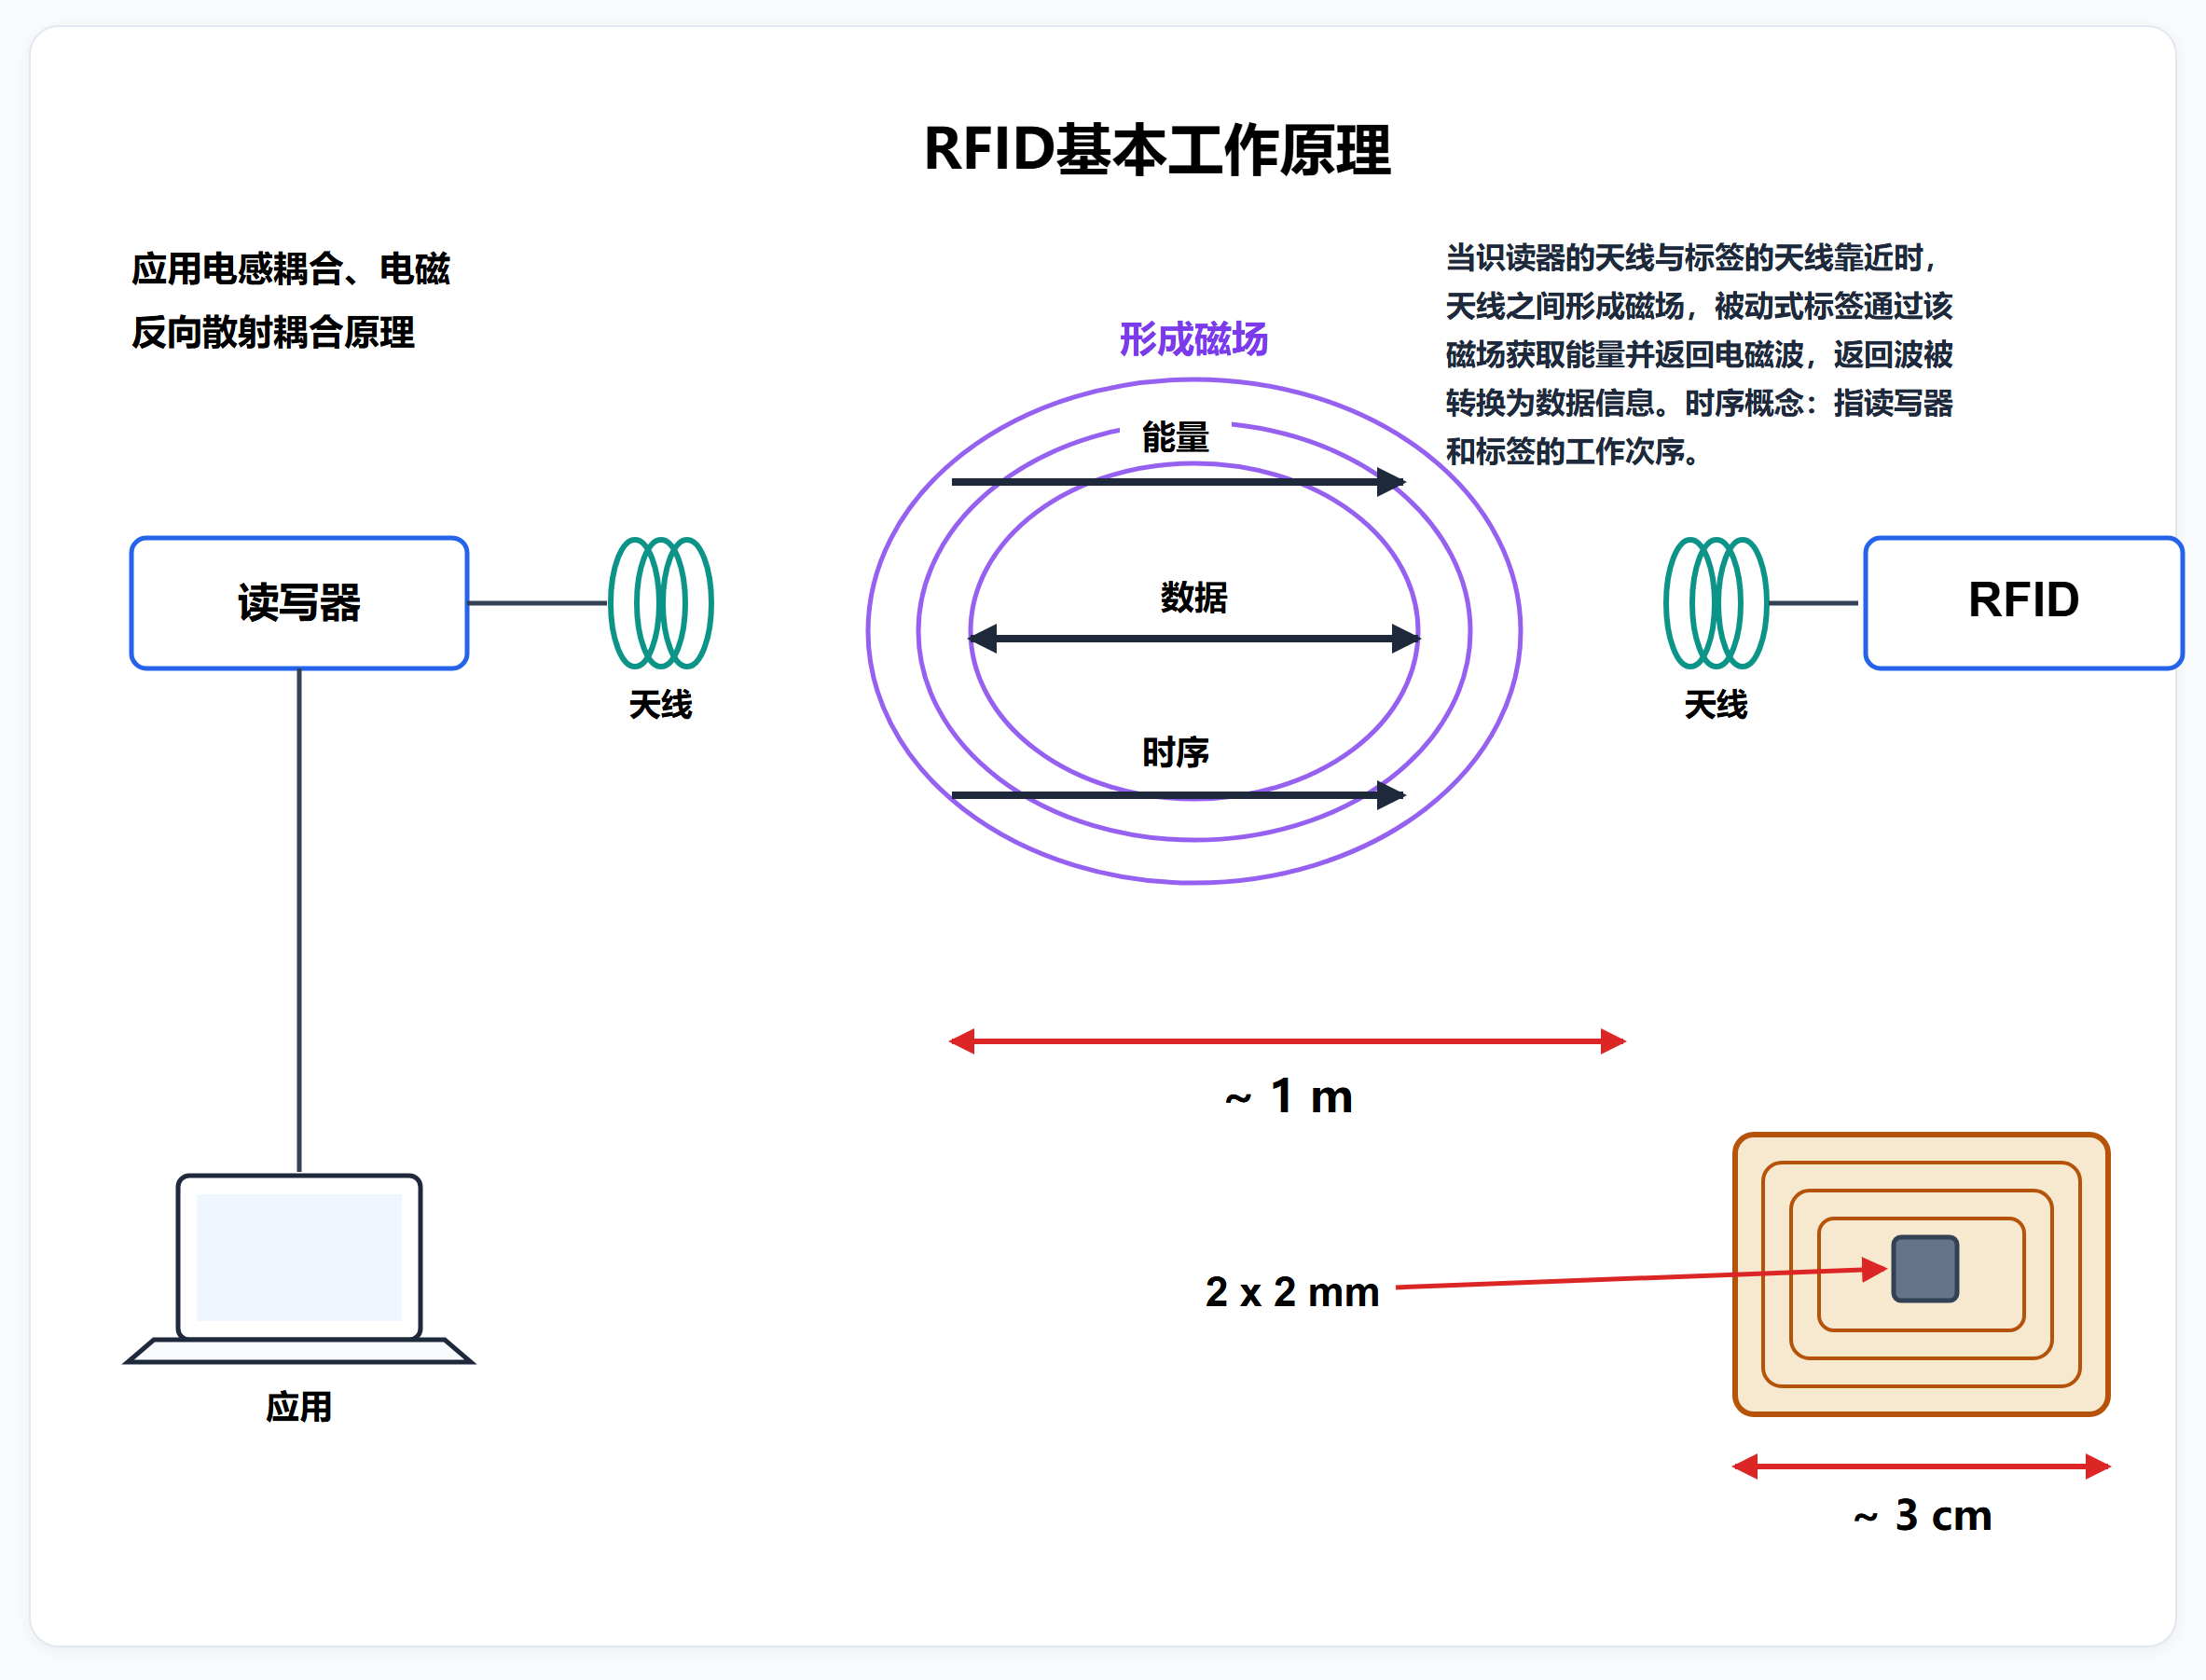 RFID基本工作原理
应用电感耦合、电磁
反向散射耦合原理
当识读器的天线与标签的天线靠近时，
天线之间形成磁场，被动式标签通过该
磁场获取能量并返回电磁波，返回波被
转换为数据信息。时序概念：指读写器
和标签的工作次序。
形成磁场
能量
数据
时序
读写器
天线
天线
RFID
~ 1 m
2 x 2 mm
应用
~ 3 cm